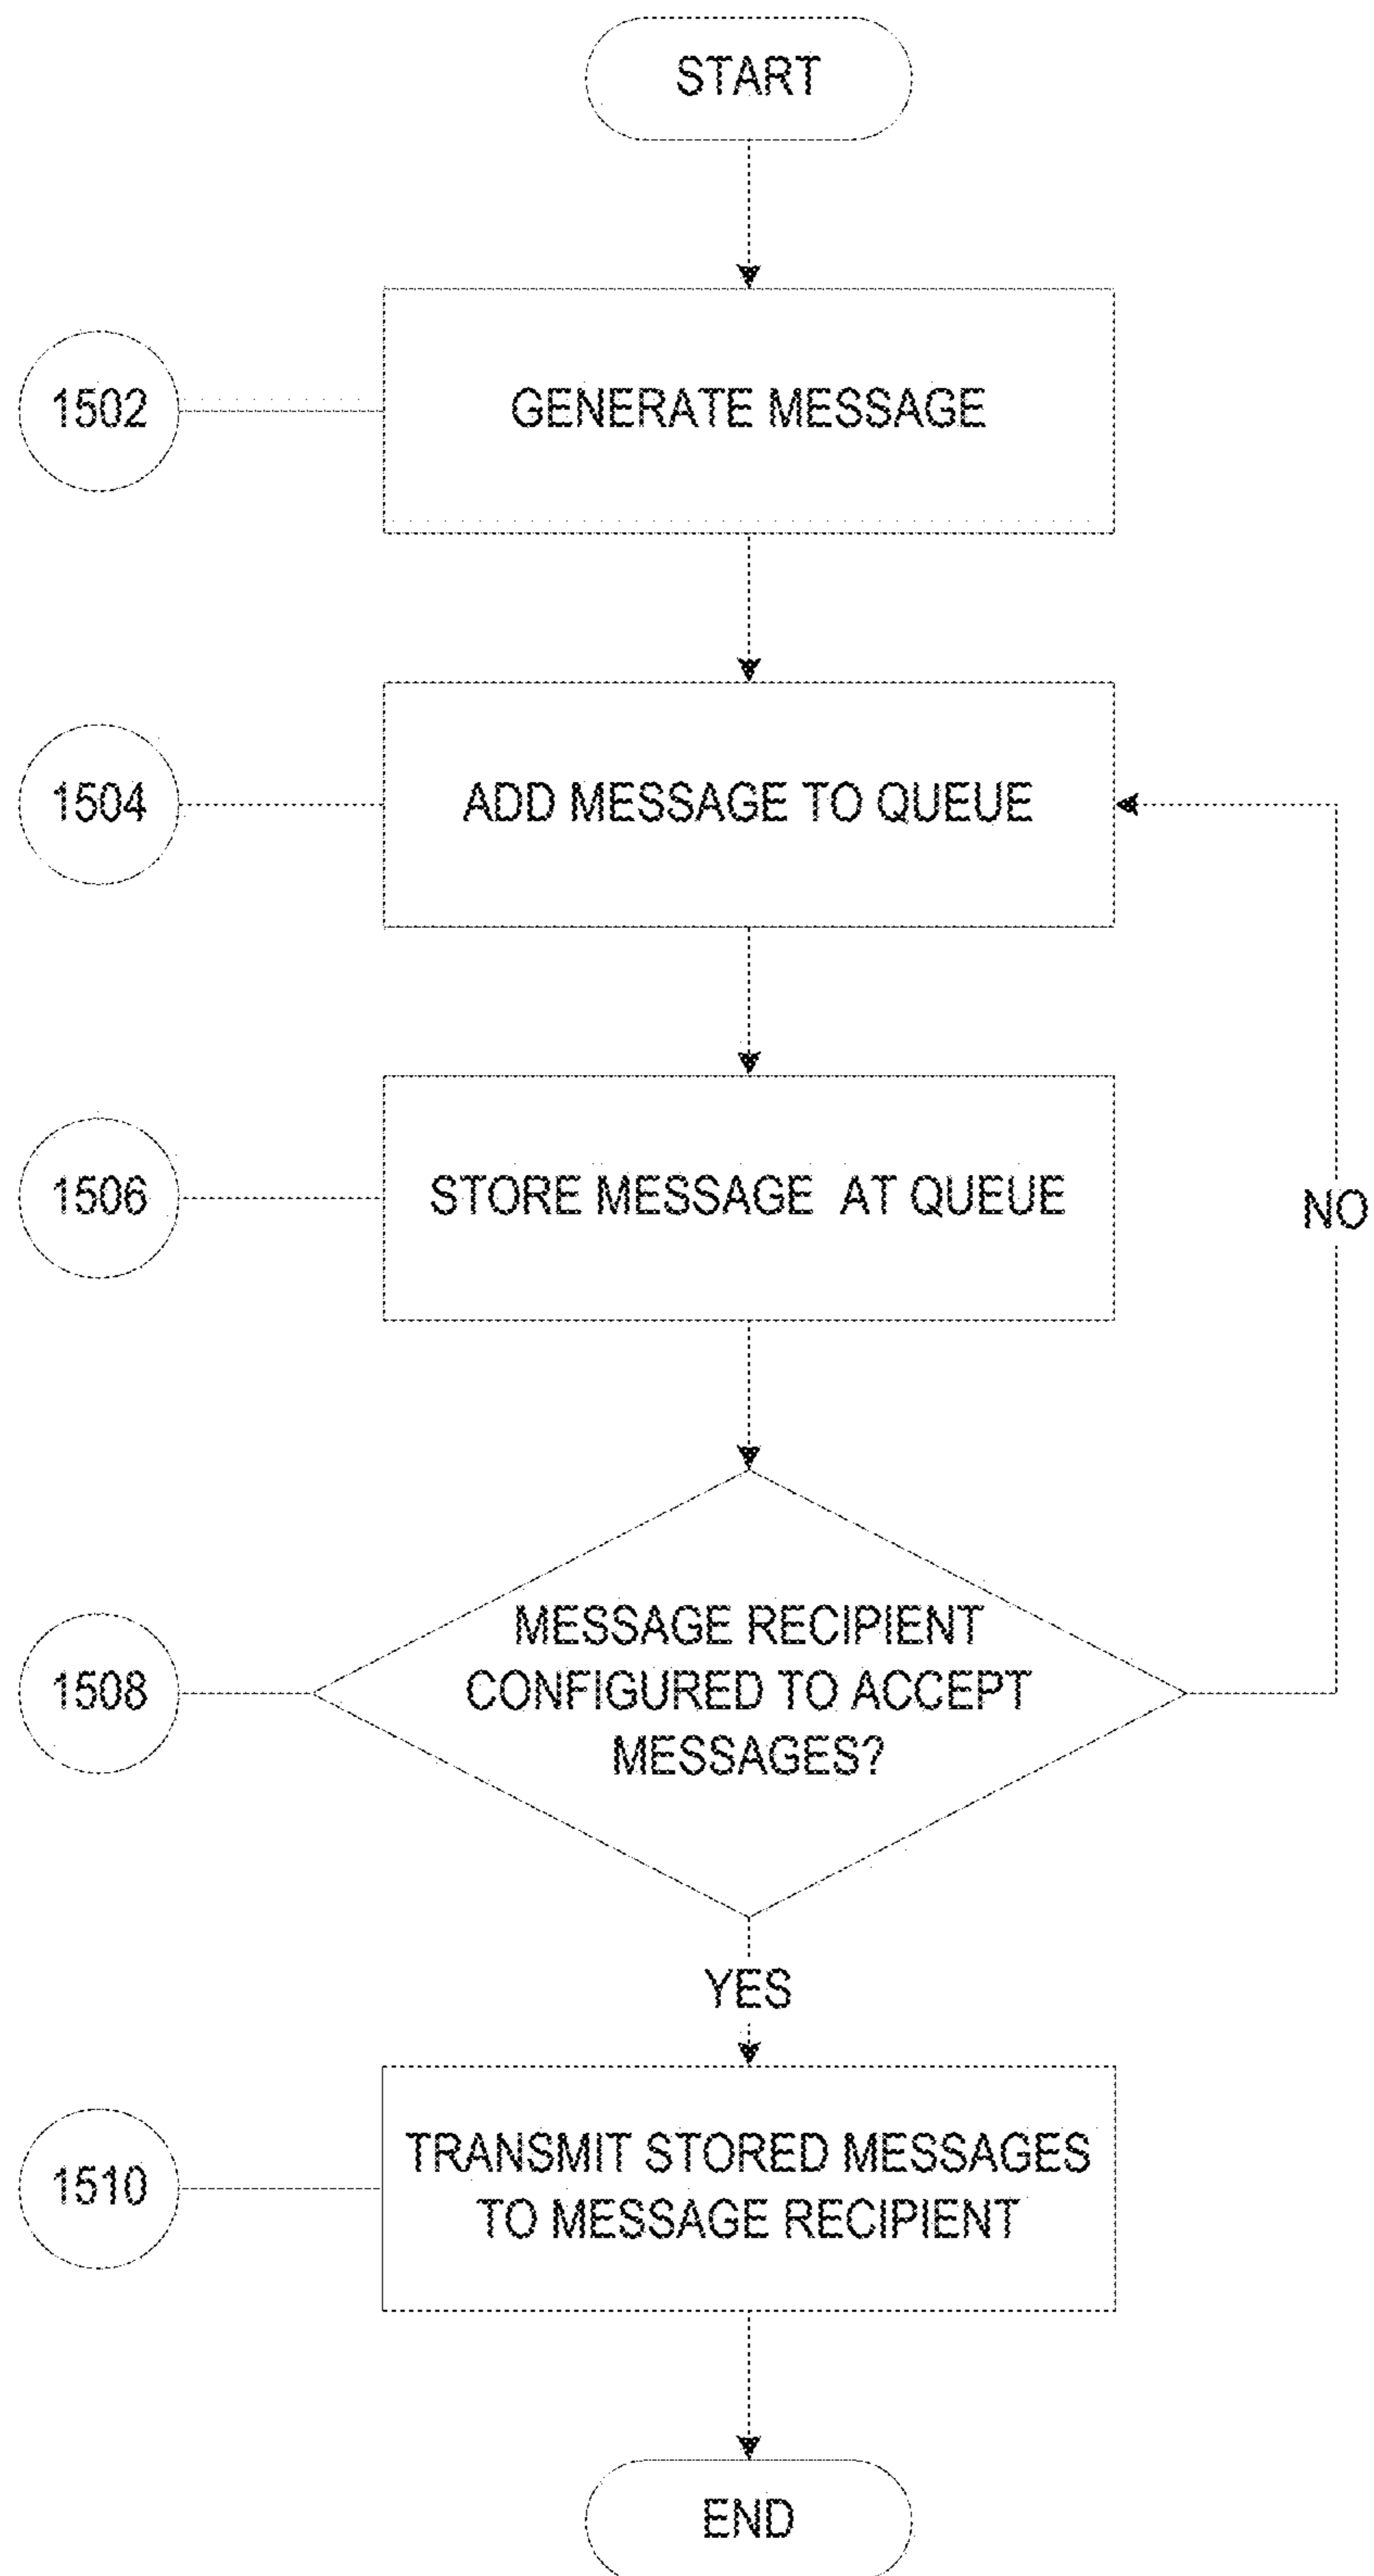 START
1502
GENERATE MESSAGE
1504
ADD MESSAGE TO QUEUE
1506
STORE MESSAGE AT QUEUE
NO
1508
MESSAGE RECIPIENT
CONFIGURED TO ACCEPT
MESSAGES?
YES
1510
TRANSMIT STORED MESSAGES
TO MESSAGE RECIPIENT
END